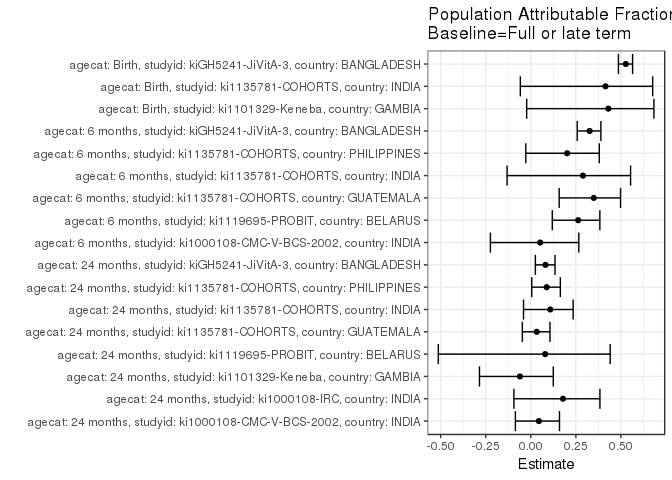 Population Attributable Fraction
Baseline=Full or late term
agecat: Birth, studyid: kiGH5241-JiVitA-3, country: BANGLADESH
agecat: Birth, studyid: ki1135781-COHORTS, country: INDIA
agecat: Birth, studyid: ki1101329-Keneba, country: GAMBIA
agecat: 6 months, studyid: kiGH5241-JiVitA-3, country: BANGLADESH
agecat: 6 months, studyid: ki1135781-COHORTS, country: PHILIPPINES
agecat: 6 months, studyid: ki1135781-COHORTS, country: INDIA
agecat: 6 months, studyid: ki1135781-COHORTS, country: GUATEMALA
agecat: 6 months, studyid: ki1119695-PROBIT, country: BELARUS
agecat: 6 months, studyid: ki1000108-CMC-V-BCS-2002, country: INDIA
agecat: 24 months, studyid: kiGH5241-JiVitA-3, country: BANGLADESH
agecat: 24 months, studyid: ki1135781-COHORTS, country: PHILIPPINES
agecat: 24 months, studyid: ki1135781-COHORTS, country: INDIA
agecat: 24 months, studyid: ki1135781-COHORTS, country: GUATEMALA
agecat: 24 months, studyid: ki1119695-PROBIT, country: BELARUS
agecat: 24 months, studyid: ki1101329-Keneba, country: GAMBIA
agecat: 24 months, studyid: ki1000108-IRC, country: INDIA
agecat: 24 months, studyid: ki1000108-CMC-V-BCS-2002, country: INDIA
-0.50 -0.25 0.00 0.25 0.50
Estimate